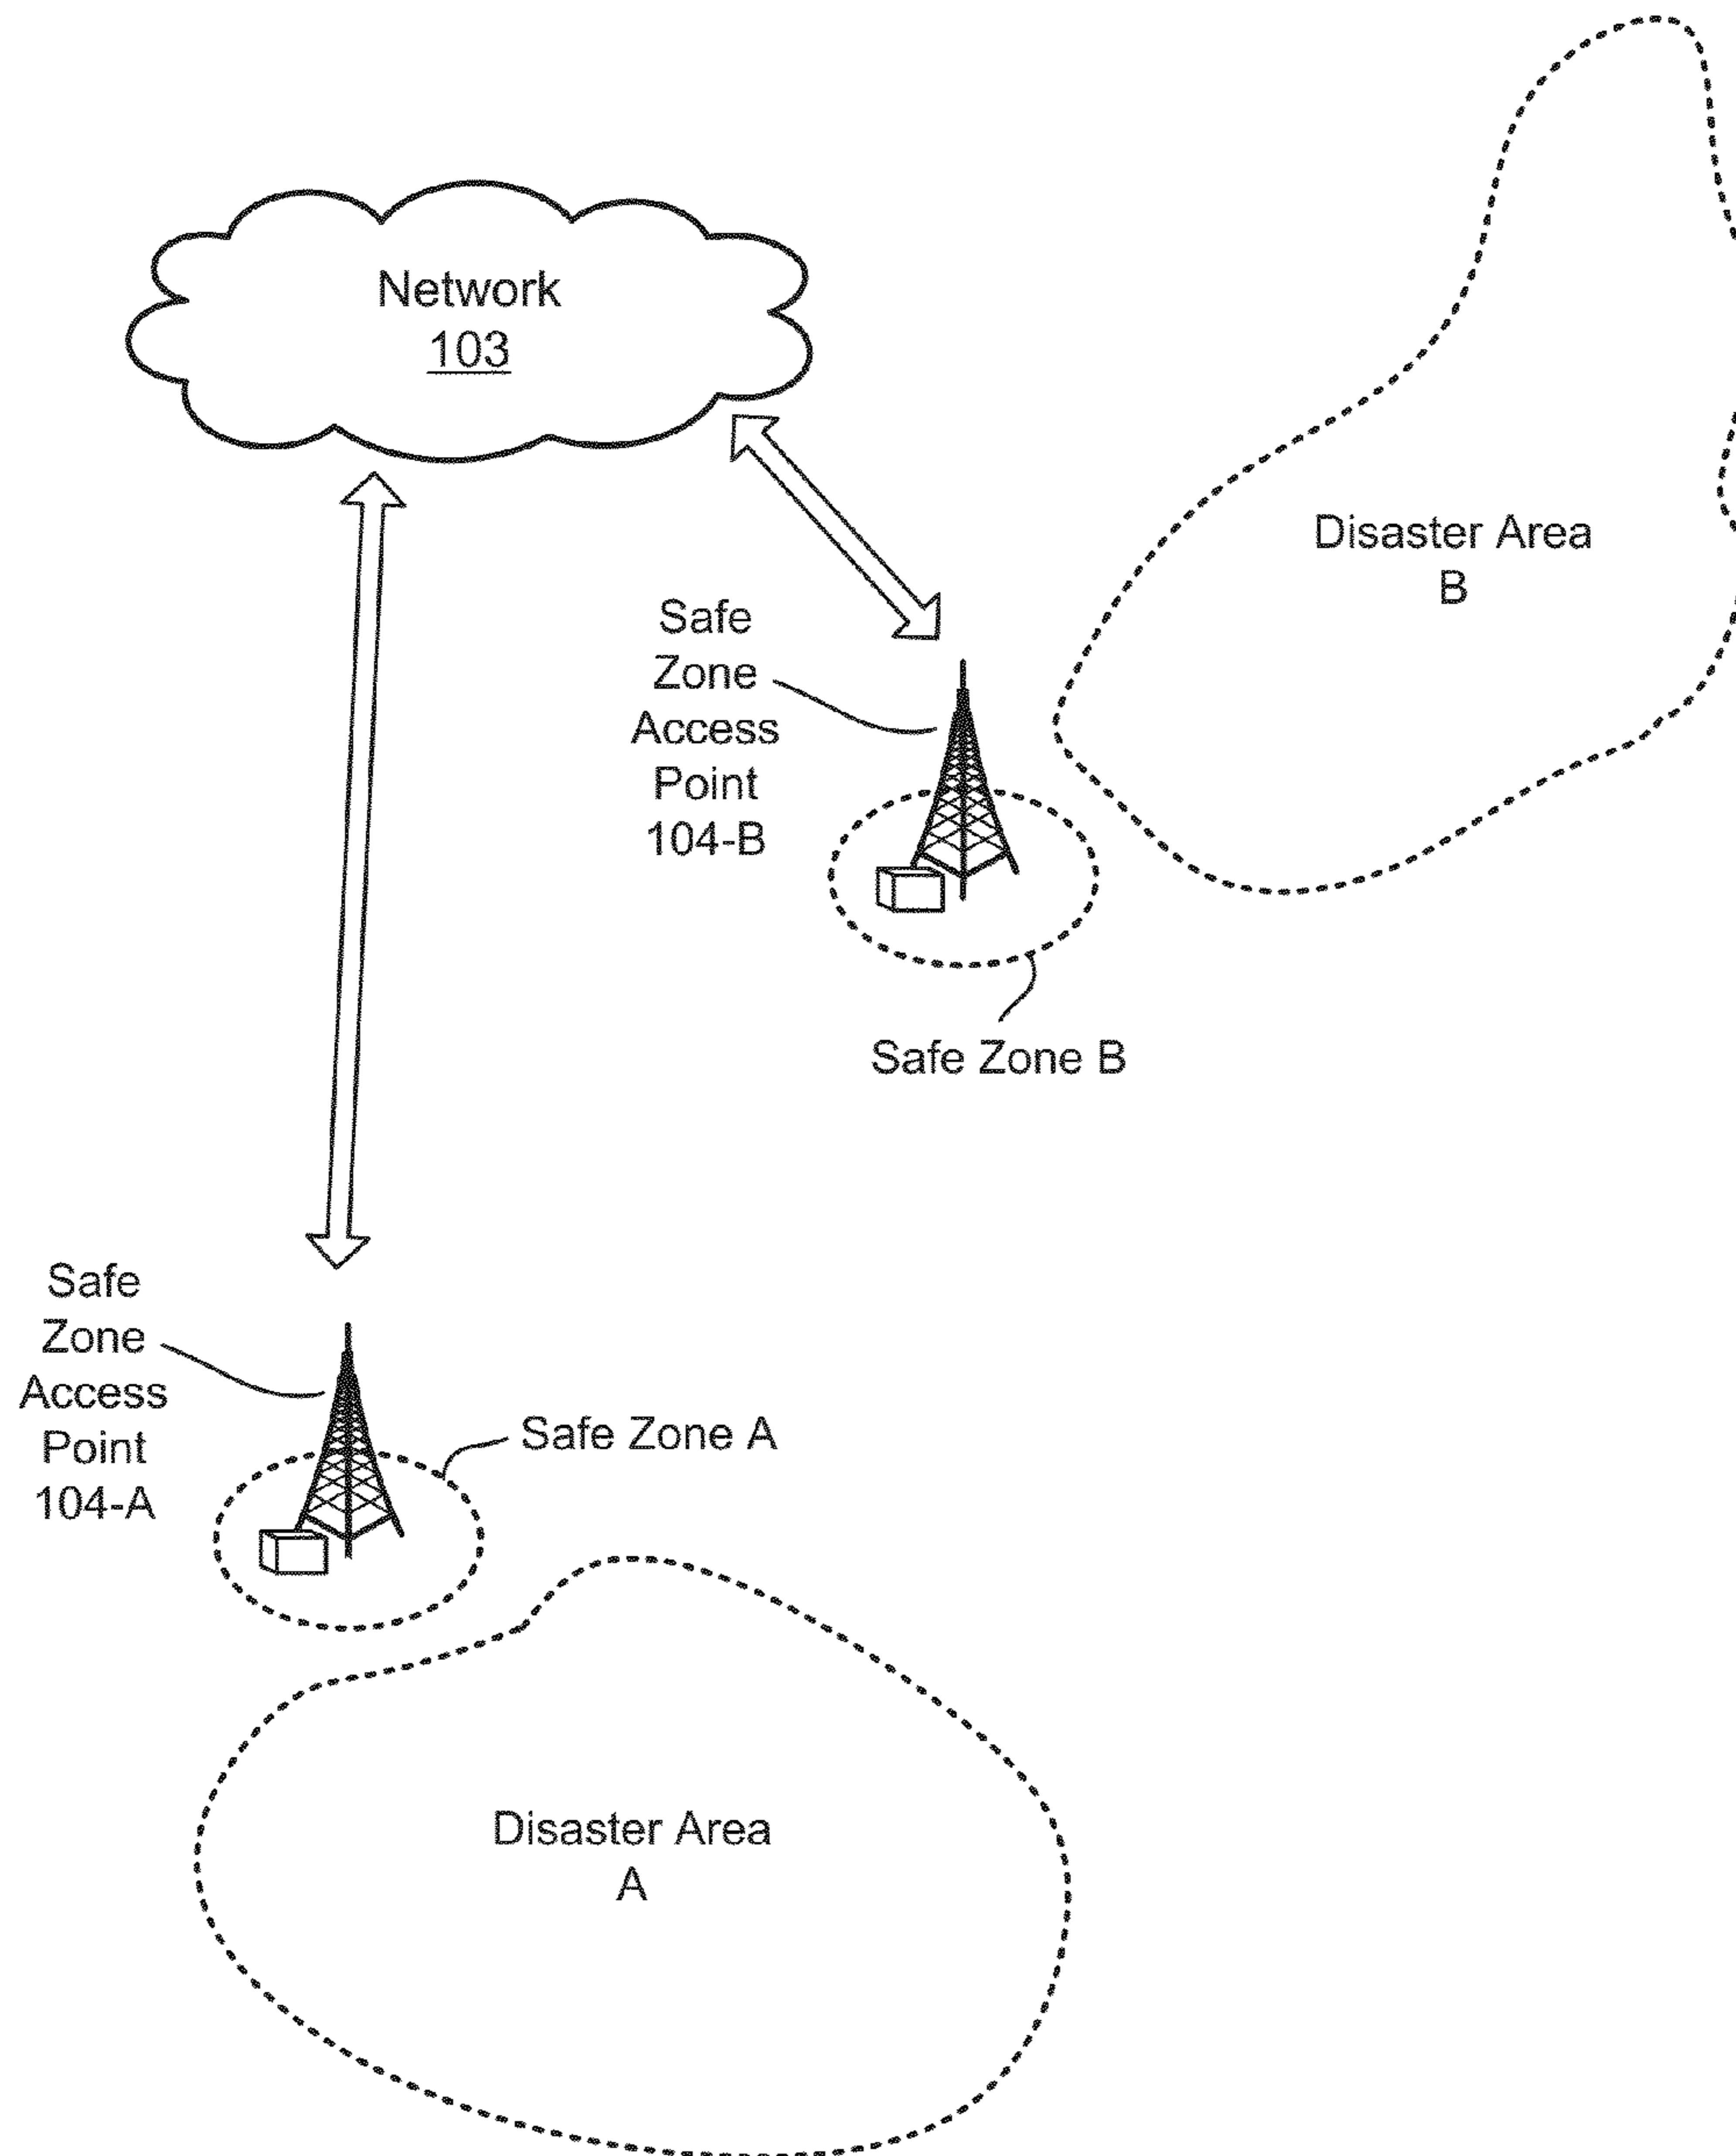 Network
103
Disaster Area
B
Safe
Zone
Access
Point
104-B
Safe Zone B
Safe
Zone
Access
Point
104-A
Safe Zone A
Disaster Area
A